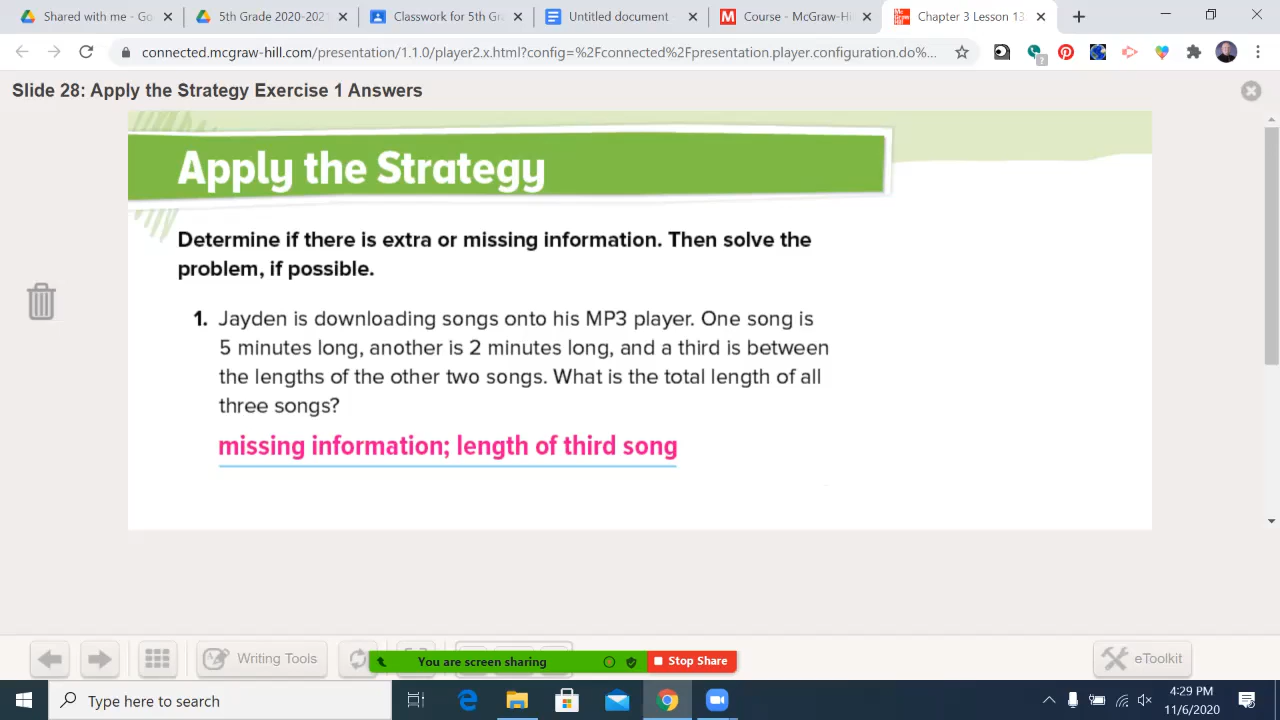 Shared with me - Go
5th Grade 2020-2021
Classwork for 5th Gr
Untitled document -
Course - McGraw-Hi
Chapter 3 Lesson 13
connected.mcgraw-hill.com/presentation/1.1.0/player2.x.html?config=%2Fconnected%2Fpresentation.player.configuration.do%...
Slide 28: Apply the Strategy Exercise 1 Answers
Apply the Strategy
Determine if there is extra or missing information. Then solve the
problem, if possible.
1. Jayden is downloading songs onto his MP3 player. One song is
5 minutes long, another is 2 minutes long, and a third is between
the lengths of the other two songs. What is the total length of all
three songs?
missing information; length of third song
Writing Tools
You are screen sharing
Stop Share
eToolkit
Type here to search
4:29 PM
11/6/2020